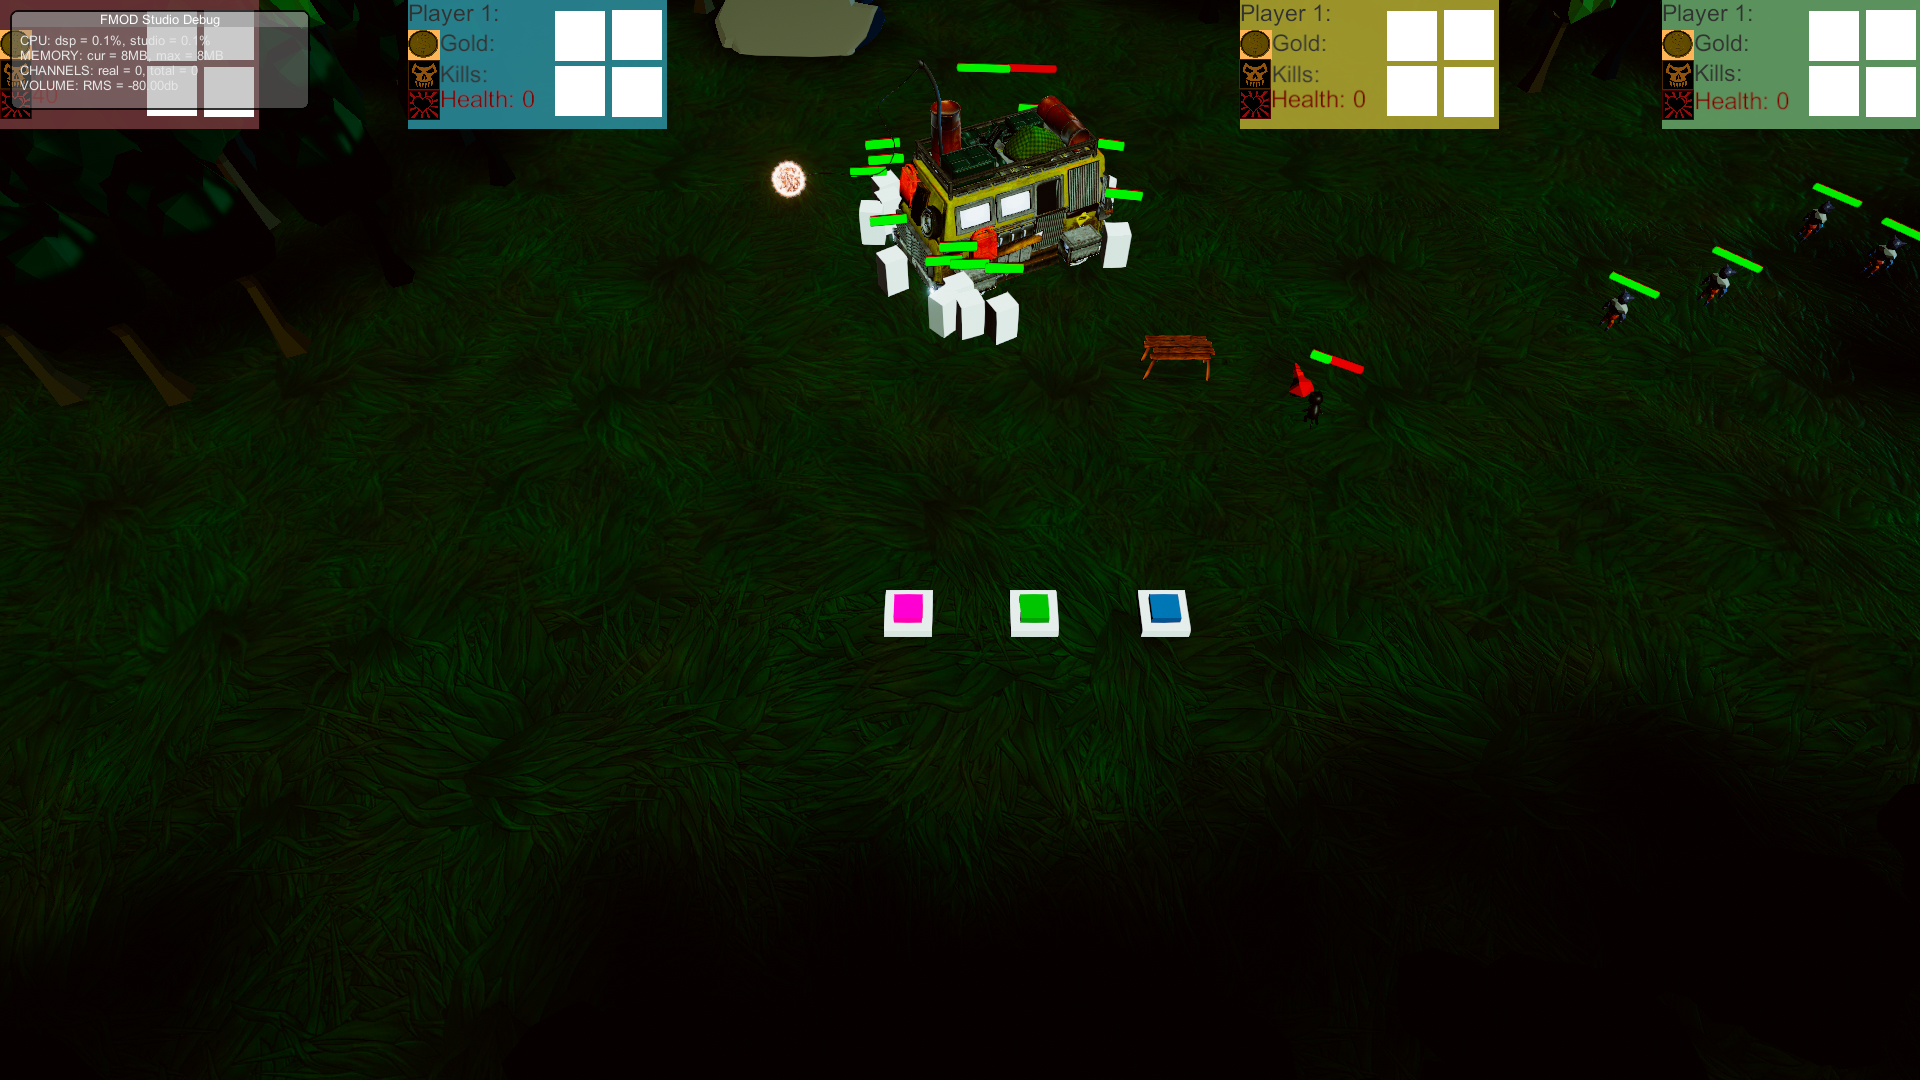 FMOD Studio Debug
CPU: dsp = 0.1%, studio = 0.1%
MEMORY: cur = 8MB, max = 8MB
CHANNELS: real = 0, total = 0
VOLUME: RMS = -80.00db
40
Player 1:
Gold:
Kills:
Health: 0
Player 1:
Gold:
Kills:
Health: 0
Player 1:
Gold:
Kills:
Health: 0